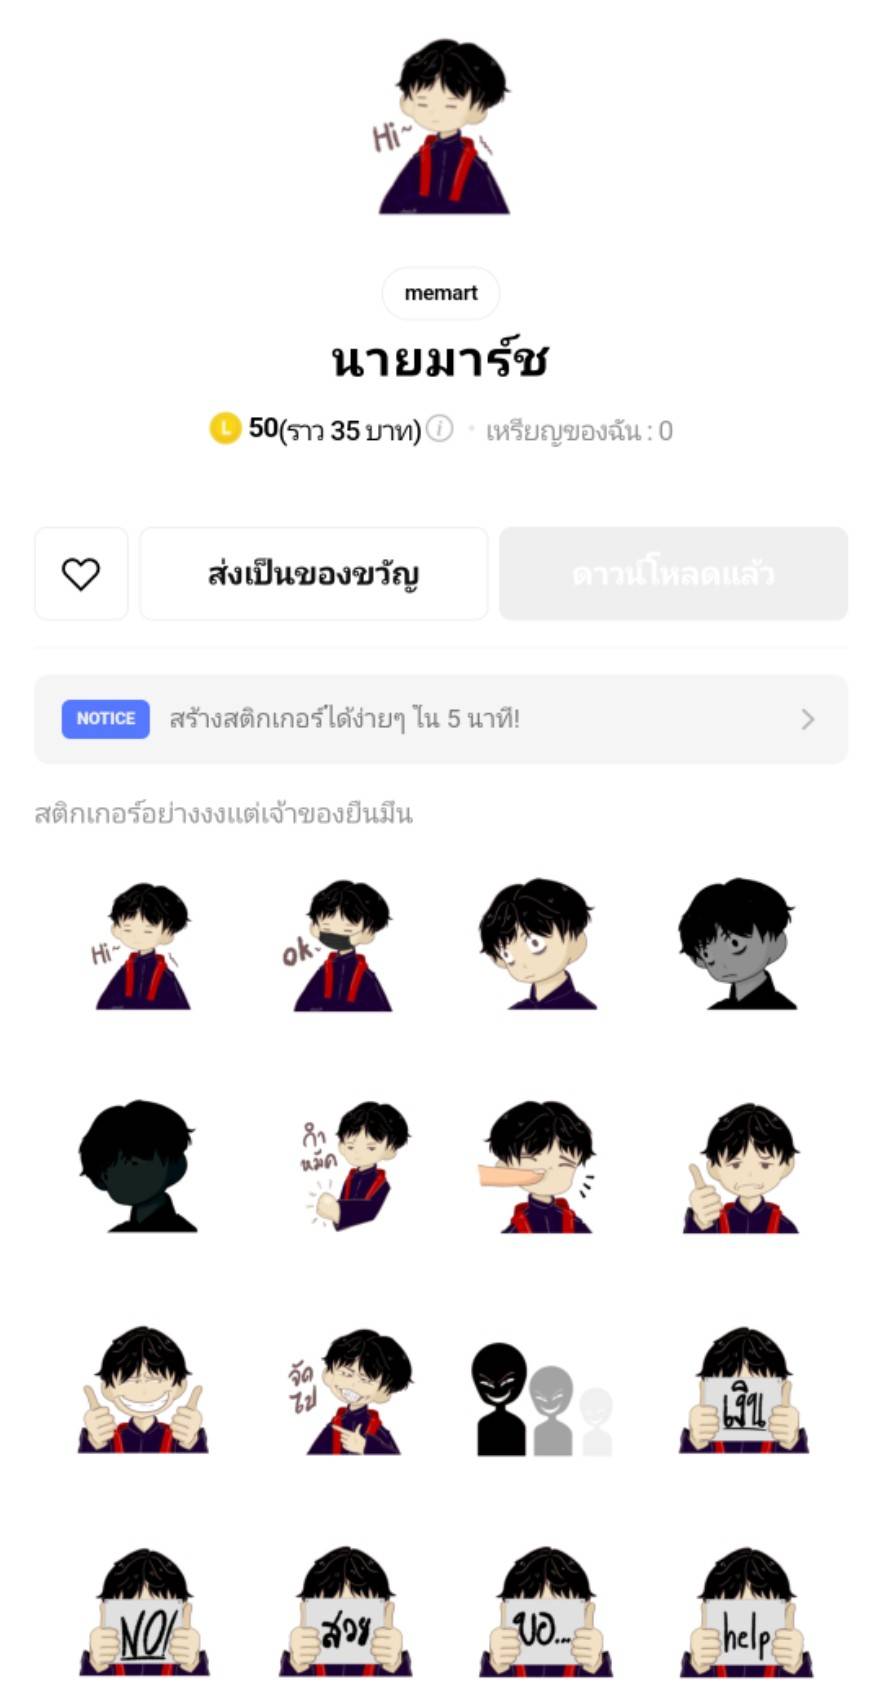 Hi~
memart
นายมาร์ช
L 50(ราว 35 บาท) i • เหรียญของฉัน : 0
ส่งเป็นของขวัญ
ดาวน์โหลดแล้ว
NOTICE สร้างสติกเกอร์ได้ง่ายๆ ใน 5 นาที!
สติกเกอร์อย่างงงแต่เจ้าของยืนมึน
Hi~
ok.
กำ
หมัด
จัด
ไป
เงิน
NO!
สวย
ขอ...
help